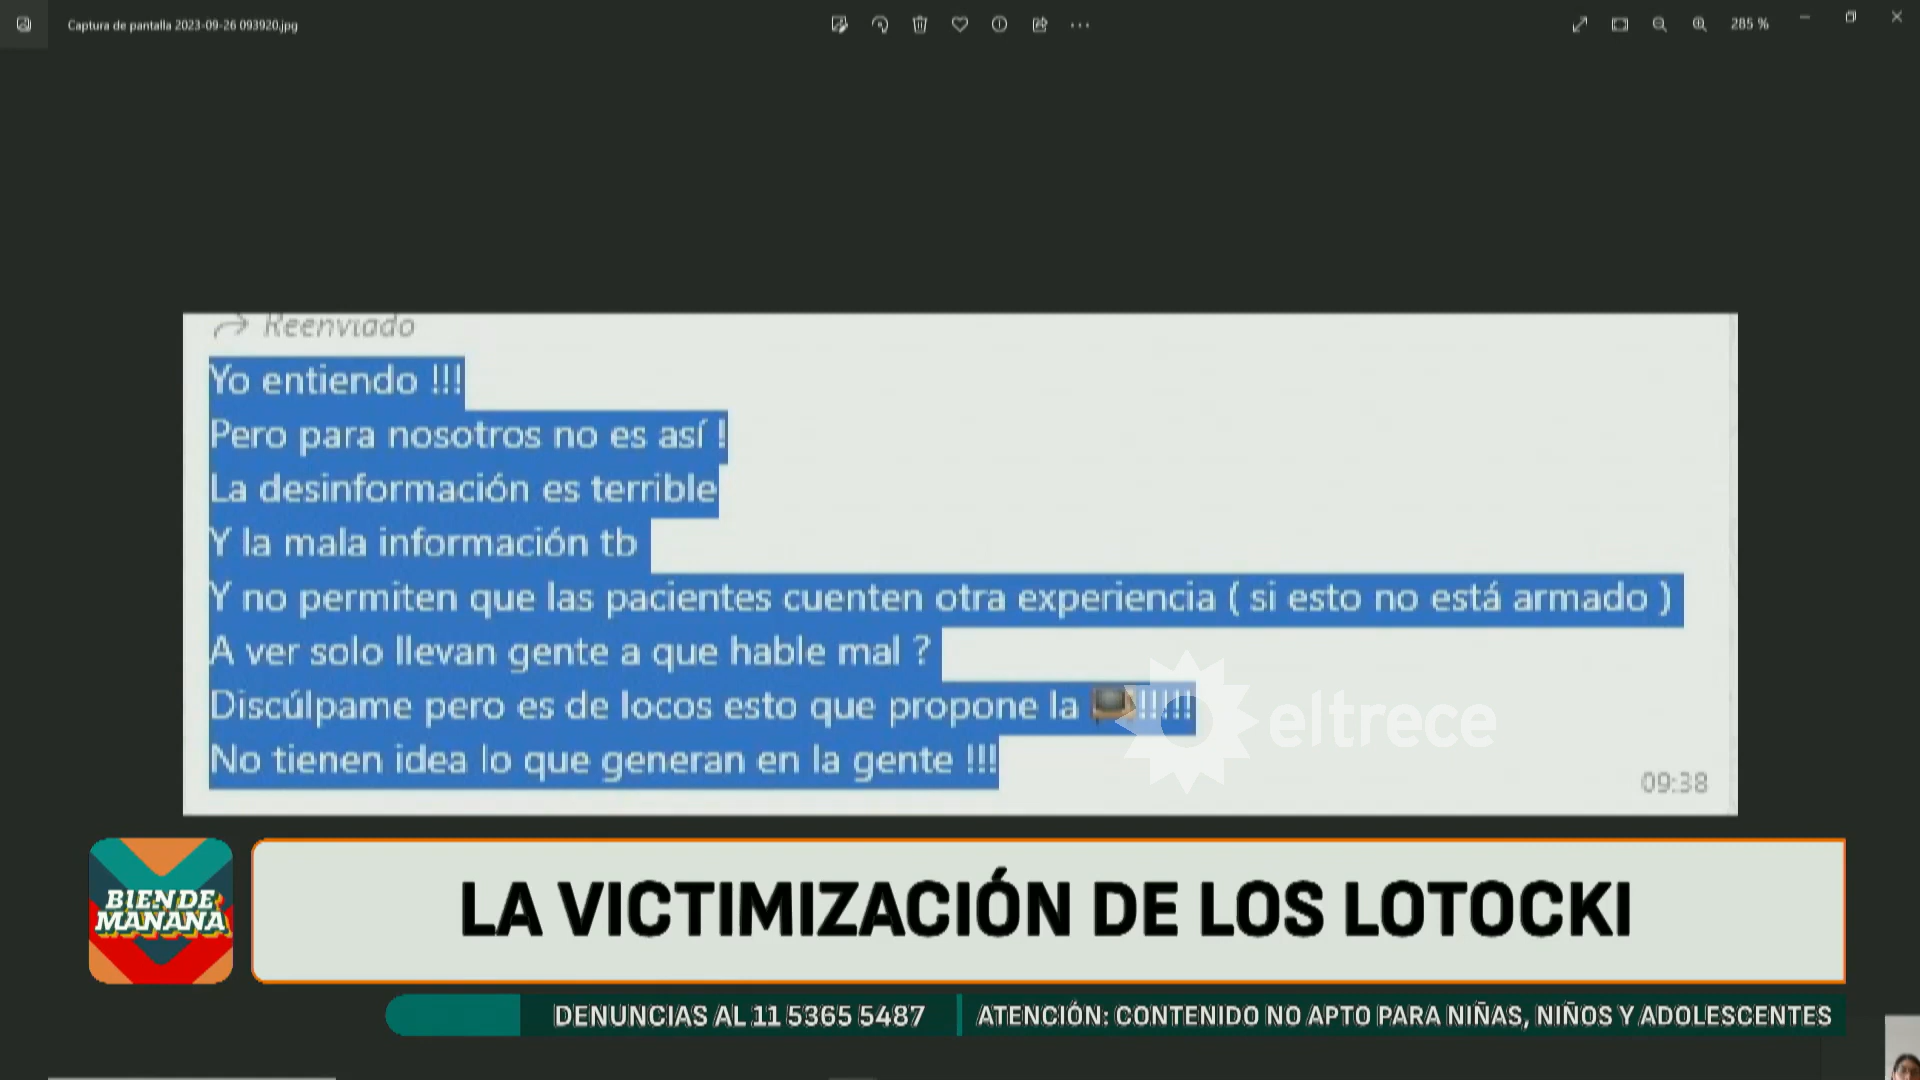 Captura de pantalla 2023-09-26 093920.jpg
285 %
Reenviado
Yo entiendo !!!
Pero para nosotros no es así !
La desinformación es terrible
Y la mala información tb
Y no permiten que las pacientes cuenten otra experiencia ( si esto no está armado )
A ver solo llevan gente a que hable mal ?
Discúlpame pero es de locos esto que propone la 📺!!!!!
No tienen idea lo que generan en la gente !!!
09:38
eltrece
BIEN DE
MAÑANA
LA VICTIMIZACIÓN DE LOS LOTOCKI
DENUNCIAS AL 11 5365 5487
ATENCIÓN: CONTENIDO NO APTO PARA NIÑAS, NIÑOS Y ADOLESCENTES